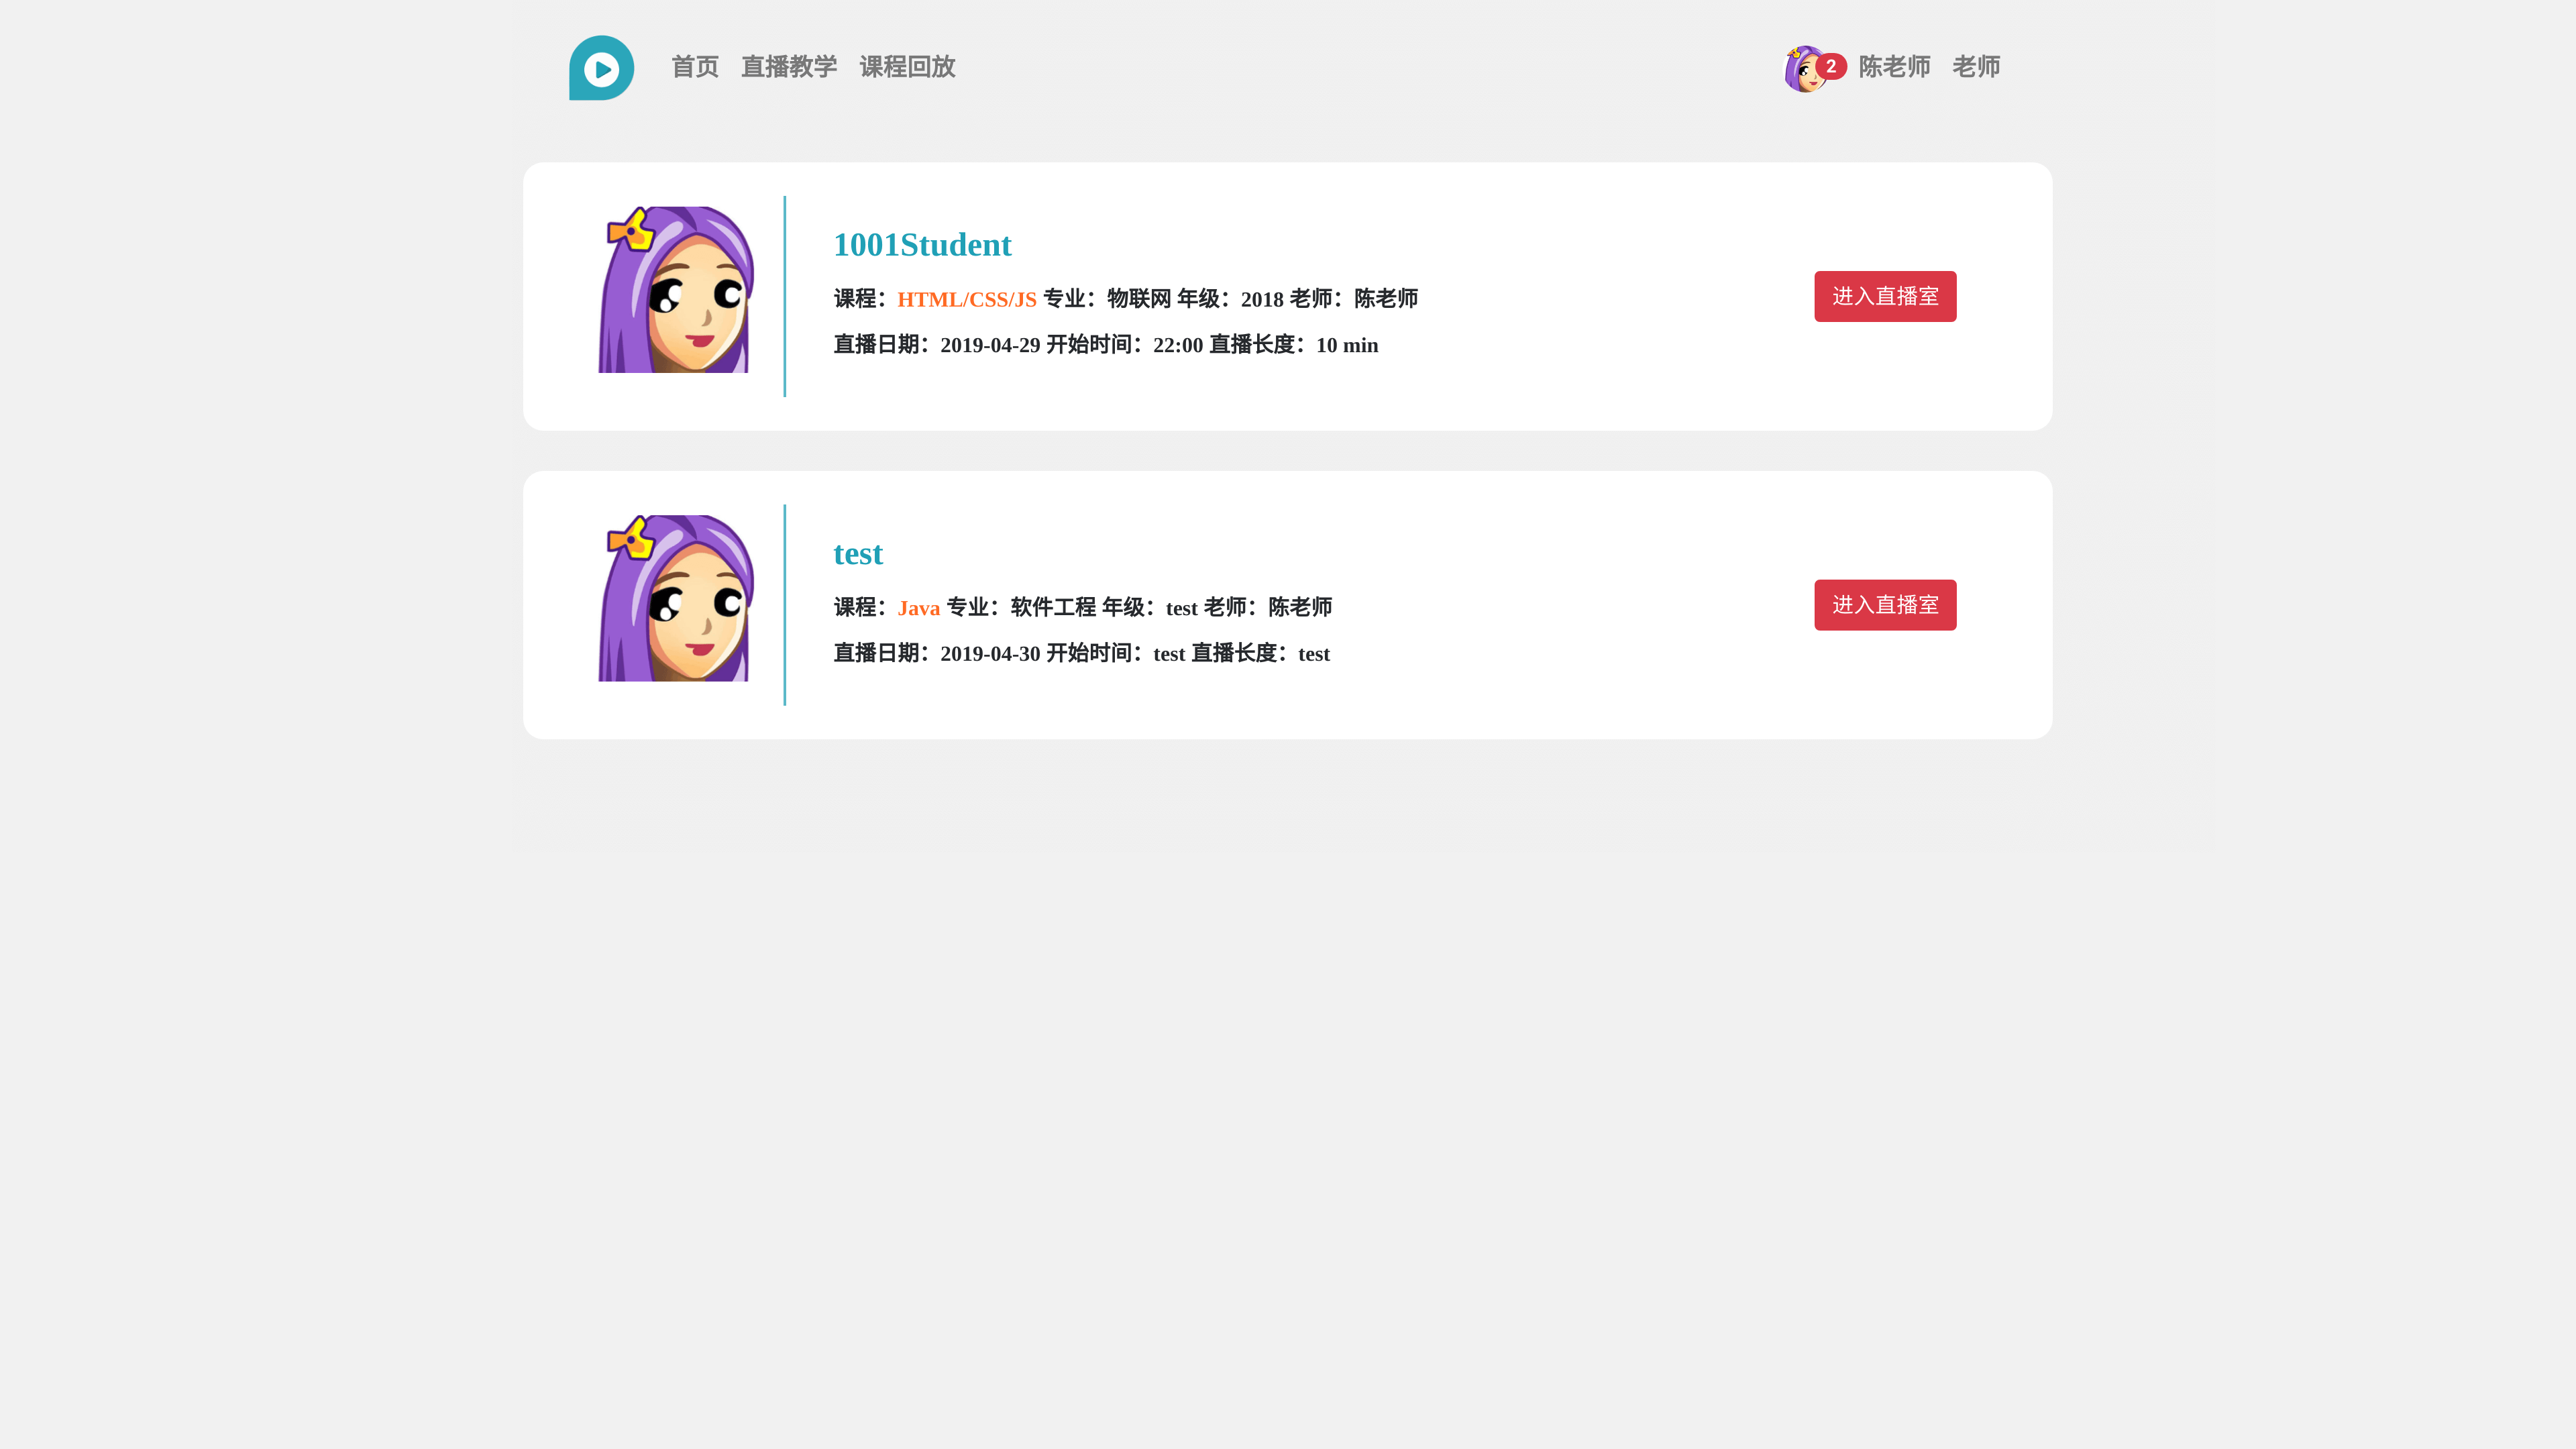 首页 直播教学 课程回放 2 陈老师 老师
1001Student
课程：HTML/CSS/JS 专业：物联网 年级：2018 老师：陈老师
直播日期：2019-04-29 开始时间：22:00 直播长度：10 min
进入直播室
test
课程：Java 专业：软件工程 年级：test 老师：陈老师
直播日期：2019-04-30 开始时间：test 直播长度：test
进入直播室